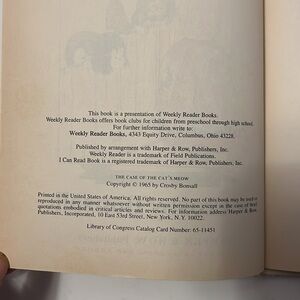 This book is a presentation of Weekly Reader Books.
Weekly Reader Books offers book clubs for children from preschool through high school.
For further information write to:
Weekly Reader Books, 4343 Equity Drive, Columbus, Ohio 43228.
Published by arrangement with Harper & Row, Publishers, Inc.
Weekly Reader is a trademark of Field Publications.
I Can Read Book is a registered trademark of Harper & Row, Publishers, Inc.
THE CASE OF THE CAT'S MEOW
Copyright © 1965 by Crosby Bonsall
Printed in the United States of America. All rights reserved. No part of this book may be used or
reproduced in any manner whatsoever without written permission except in the case of brief
quotations embodied in critical articles and reviews. For information address Harper & Row,
Publishers, Incorporated, 10 East 53rd Street, New York, N.Y. 10022.
Library of Congress Catalog Card Number: 65-11451